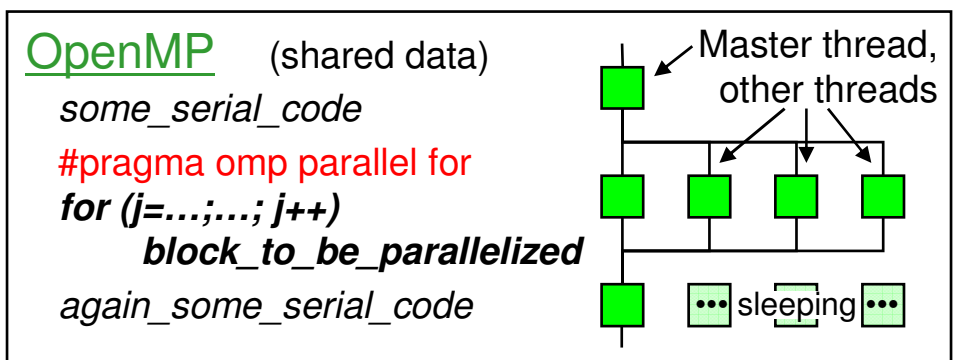 OpenMP (shared data)
some_serial_code
#pragma omp parallel for
for (j=…;…; j++)
block_to_be_parallelized
again_some_serial_code
Master thread,
other threads
••• sleeping •••